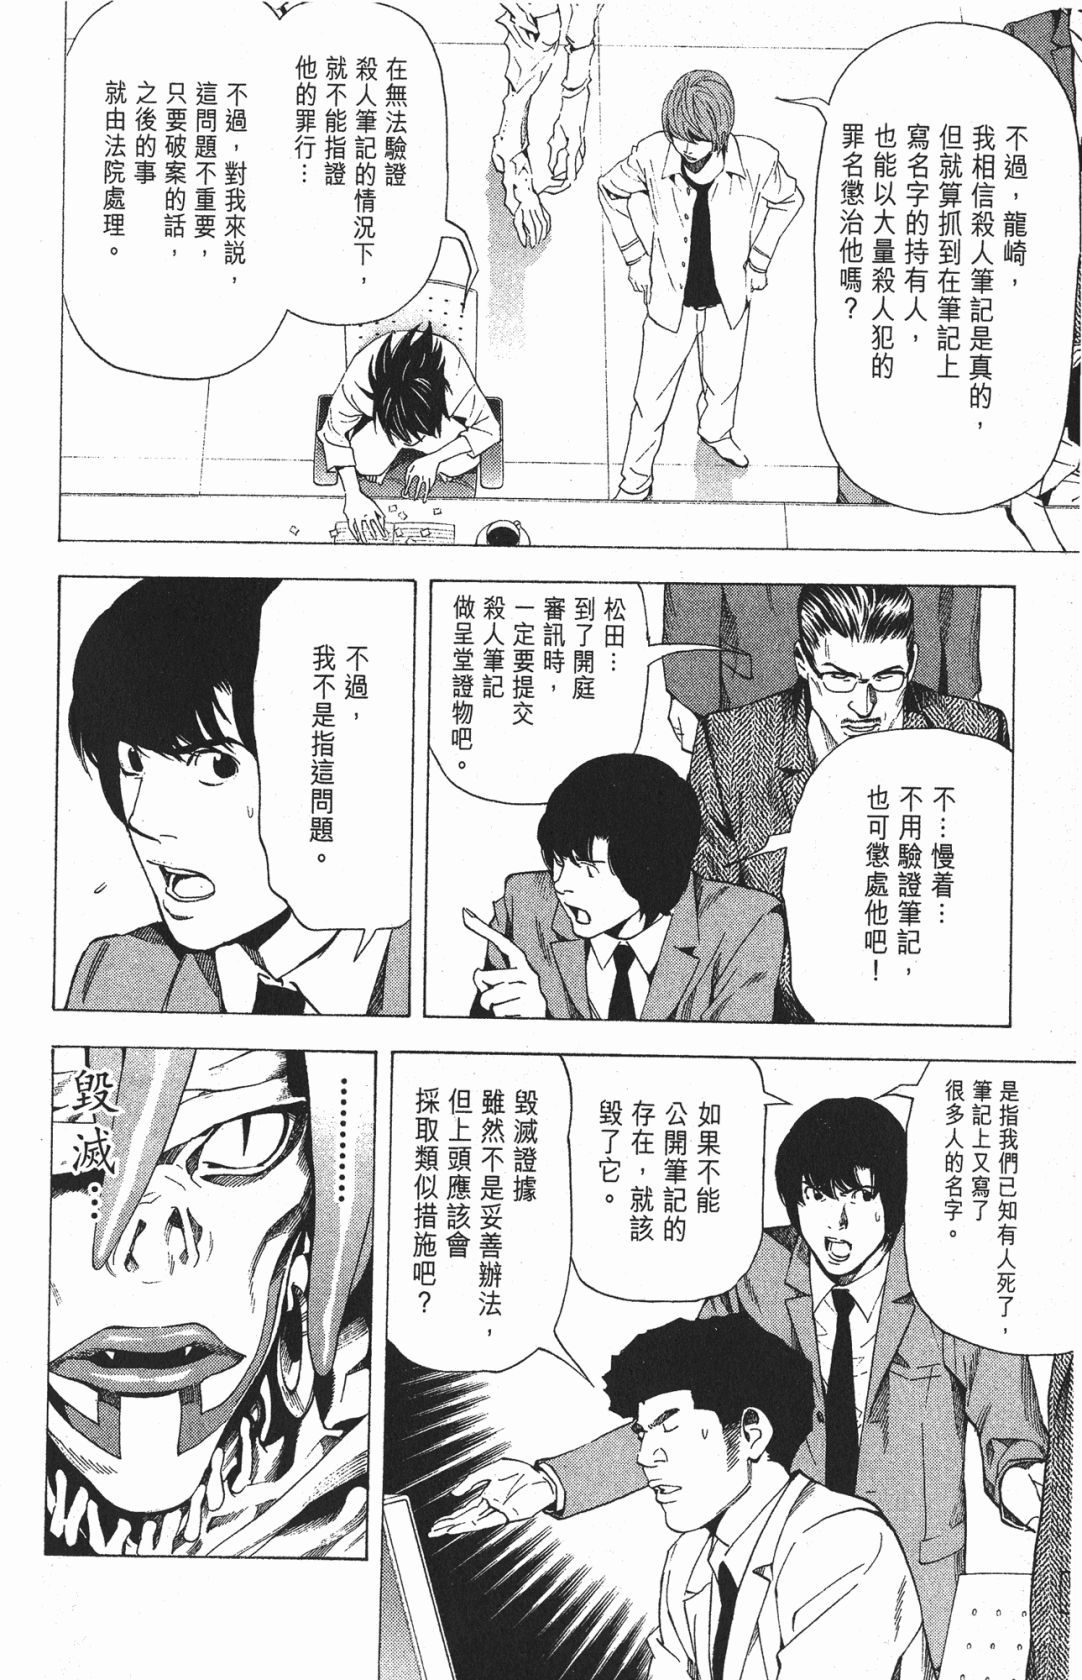 不過，龍崎，
我相信殺人筆記是真的，
但就算抓到在筆記上
寫名字的持有人，
也能以大量殺人犯的
罪名懲治他嗎？
在無法驗證
殺人筆記的情況下，
就不能指證
他的罪行…
不過，對我來説，
這問題不重要，
只要破案的話，
之後的事
就由法院處理。
不…慢着…
不用驗證筆記，
也可懲處他吧！
松田…
到了開庭
審訊時，
一定要提交
殺人筆記
做呈堂證物吧。
不過，
我不是指這問題。
是指我們已知有人死了，
筆記上又寫了
很多人的名字。
如果不能
公開筆記的
存在，就該
毀了它。
毀滅證據
雖然不是妥善辦法，
但上頭應該會
採取類似措施吧？
………
毀滅…